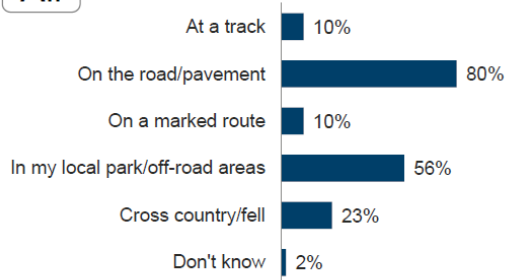 At a track 10%
On the road/pavement 80%
On a marked route 10%
In my local park/off-road areas 56%
Cross country/fell 23%
Don't know 2%